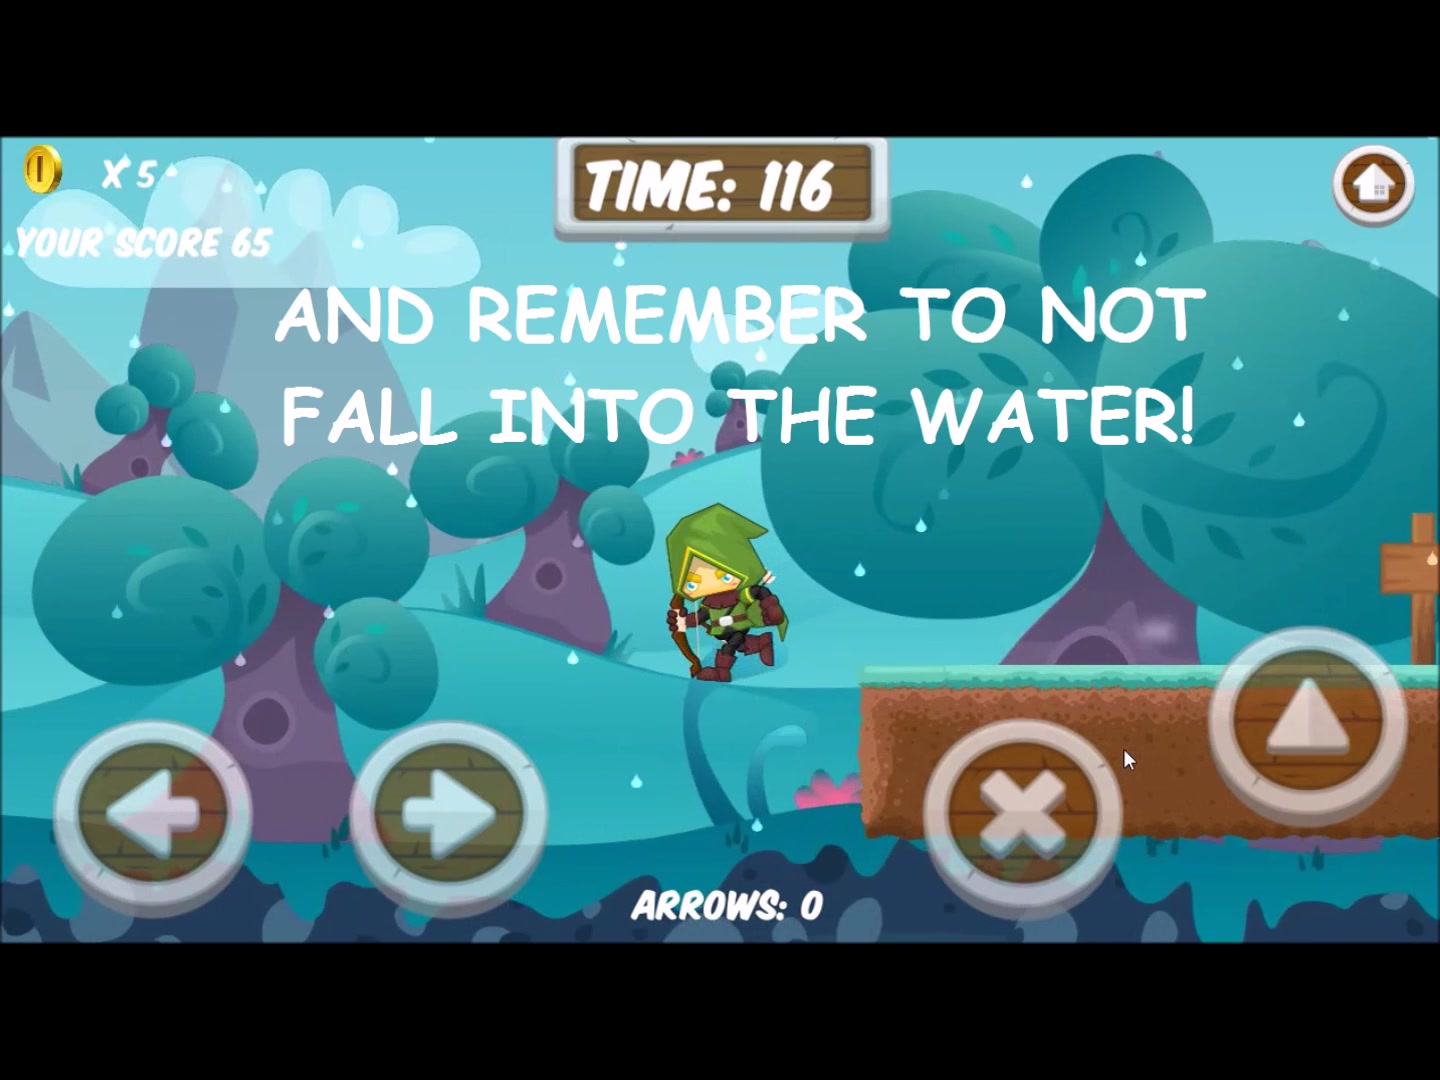 X 5
TIME: 116
YOUR SCORE 65
AND REMEMBER TO NOT
FALL INTO THE WATER!
ARROWS: 0